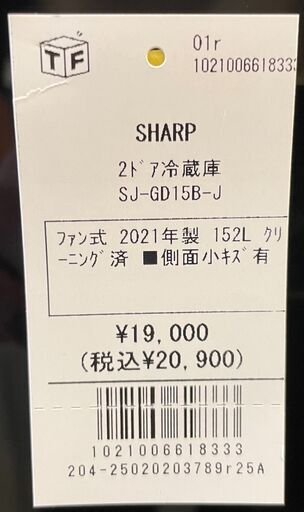 TF
01r
1021006618333
SHARP
2ﾄﾞｱ冷蔵庫
SJ-GD15B-J
ﾌｧﾝ式 2021年製 152L ｸﾘ
ｰﾆﾝｸﾞ済 ■側面小ｷｽﾞ有
¥19,000
(税込¥20,900)
1021006618333
204-25020203789r25A